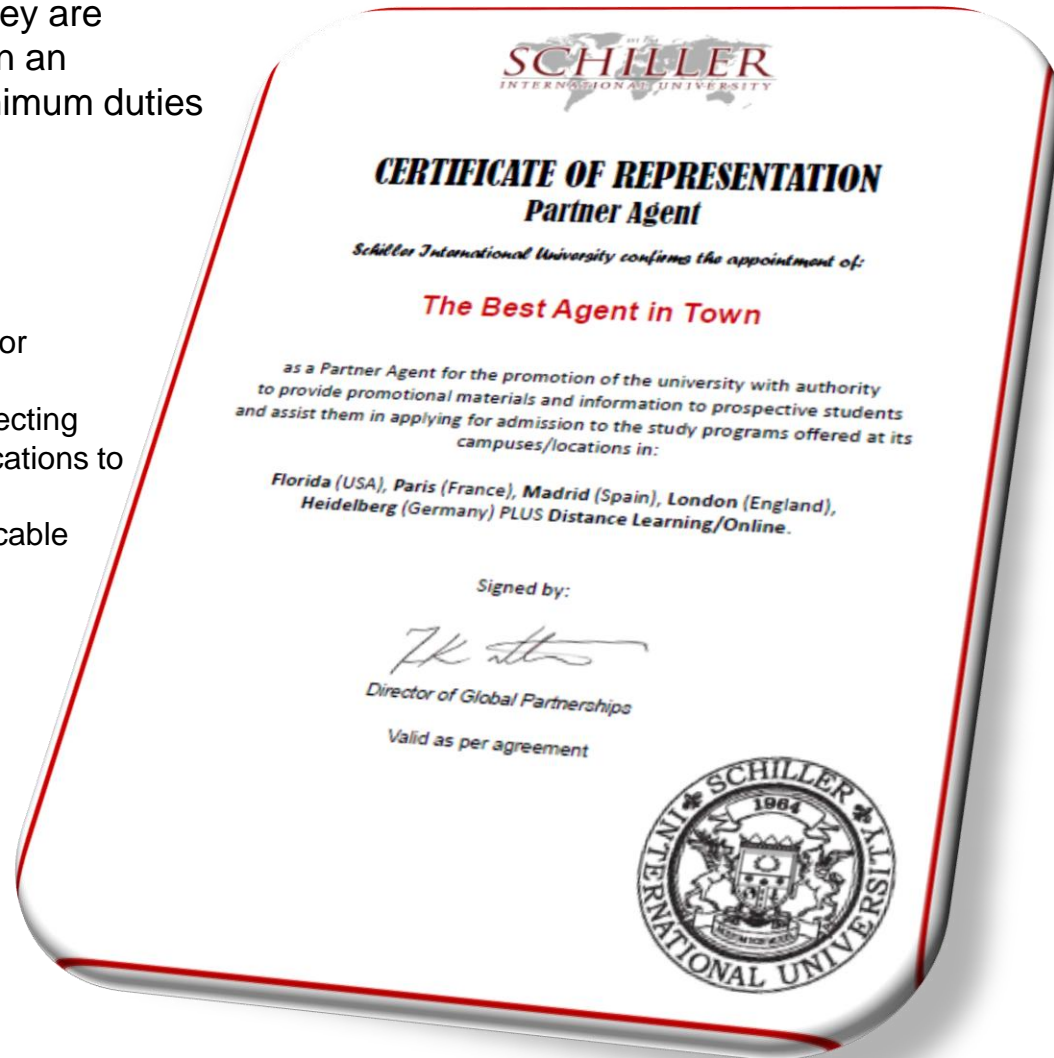 ey are
n an
nimum duties
or
ecting
cations to
cable
SCHILLER
INTERNATIONAL UNIVERSITY
CERTIFICATE OF REPRESENTATION
Partner Agent
Schiller International University confirms the appointment of:
The Best Agent in Town
as a Partner Agent for the promotion of the university with authority
to provide promotional materials and information to prospective students
and assist them in applying for admission to the study programs offered at its
campuses/locations in:
Florida (USA), Paris (France), Madrid (Spain), London (England),
Heidelberg (Germany) PLUS Distance Learning/Online.
Signed by:
Director of Global Partnerships
Valid as per agreement
SCHILLER
INTERNATIONAL UNIVERSITY
1964